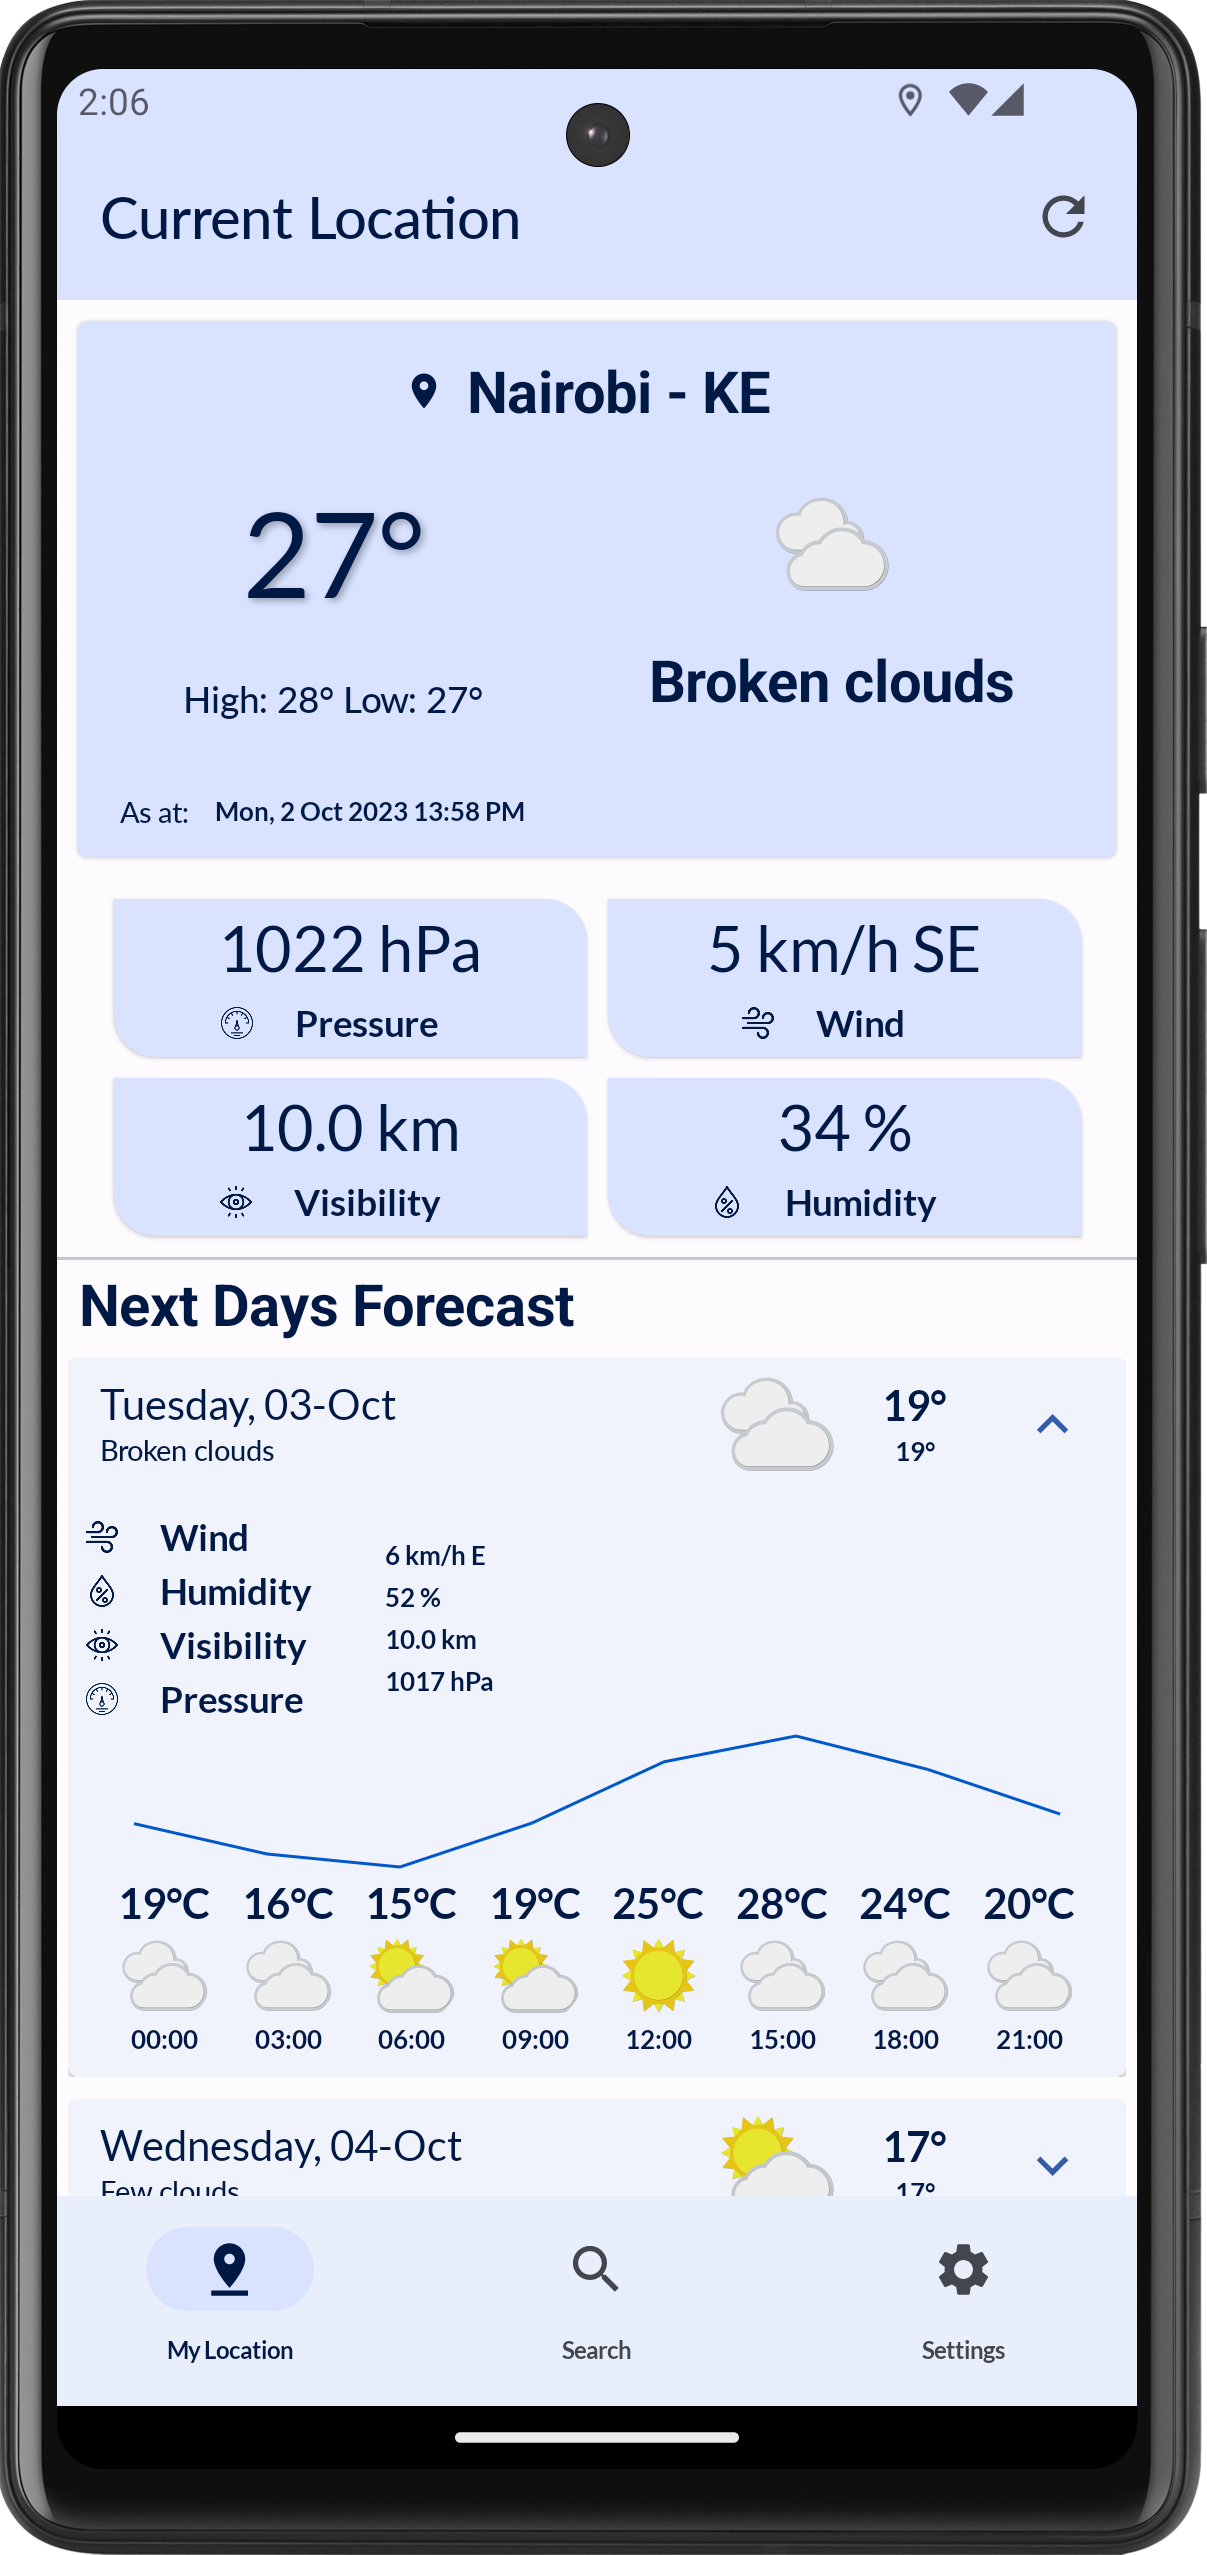 2:06
Current Location
Nairobi - KE
27°
High: 28° Low: 27°
Broken clouds
As at: Mon, 2 Oct 2023 13:58 PM
1022 hPa
Pressure
5 km/h SE
Wind
10.0 km
Visibility
34 %
Humidity
Next Days Forecast
Tuesday, 03-Oct
Broken clouds
19°
19°
Wind
Humidity
Visibility
Pressure
6 km/h E
52 %
10.0 km
1017 hPa
19°C 16°C 15°C 19°C 25°C 28°C 24°C 20°C
00:00 03:00 06:00 09:00 12:00 15:00 18:00 21:00
Wednesday, 04-Oct
Few clouds
17°
17°
My Location
Search
Settings